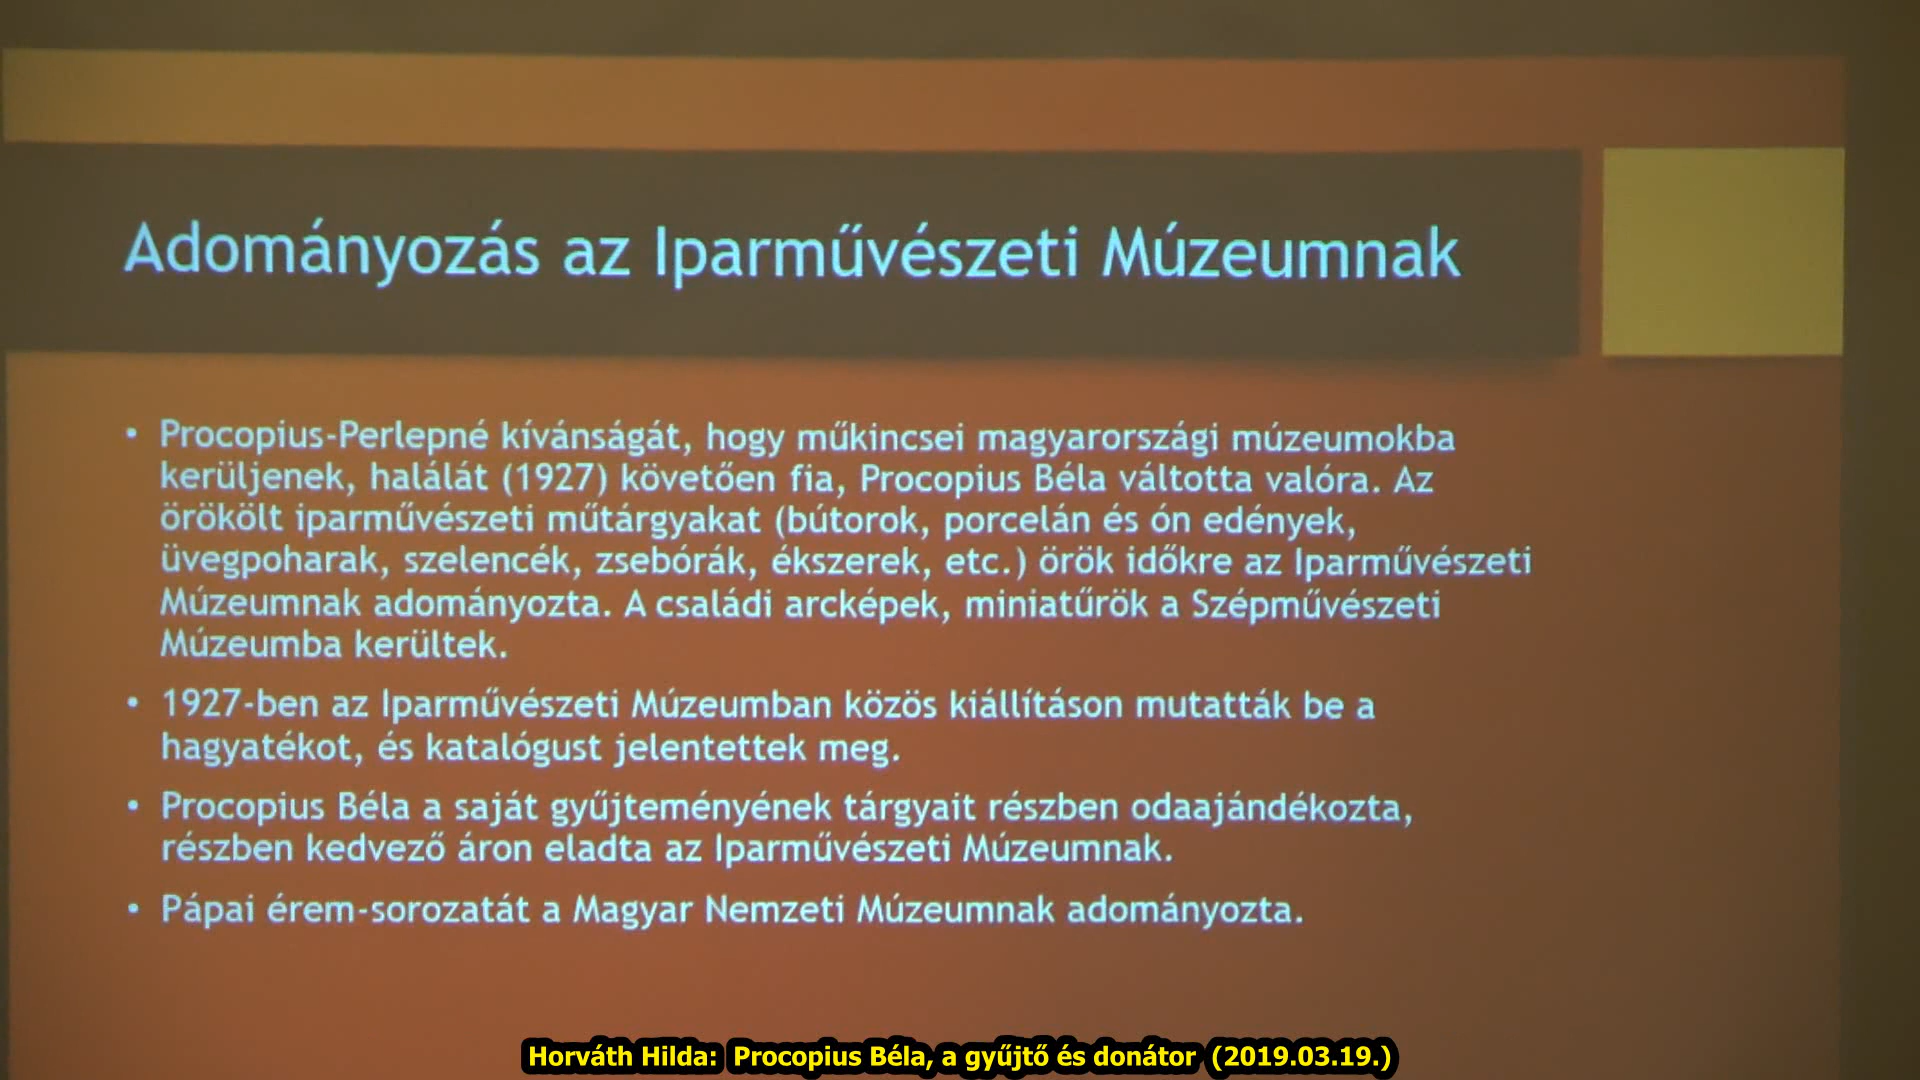 Adományozás az Iparművészeti Múzeumnak
• Procopius-Perlepné kívánságát, hogy műkincsei magyarországi múzeumokba
kerüljenek, halálát (1927) követően fia, Procopius Béla váltotta valóra. Az
örökölt iparművészeti műtárgyakat (bútorok, porcelán és ón edények,
üvegpoharak, szelencék, zsebórák, ékszerek, etc.) örök időkre az Iparművészeti
Múzeumnak adományozta. A családi arcképek, miniatűrök a Szépművészeti
Múzeumba kerültek.
• 1927-ben az Iparművészeti Múzeumban közös kiállításon mutatták be a
hagyatékot, és katalógust jelentettek meg.
• Procopius Béla a saját gyűjteményének tárgyait részben odaajándékozta,
részben kedvező áron eladta az Iparművészeti Múzeumnak.
• Pápai érem-sorozatát a Magyar Nemzeti Múzeumnak adományozta.
Horváth Hilda: Procopius Béla, a gyűjtő és donátor (2019.03.19.)